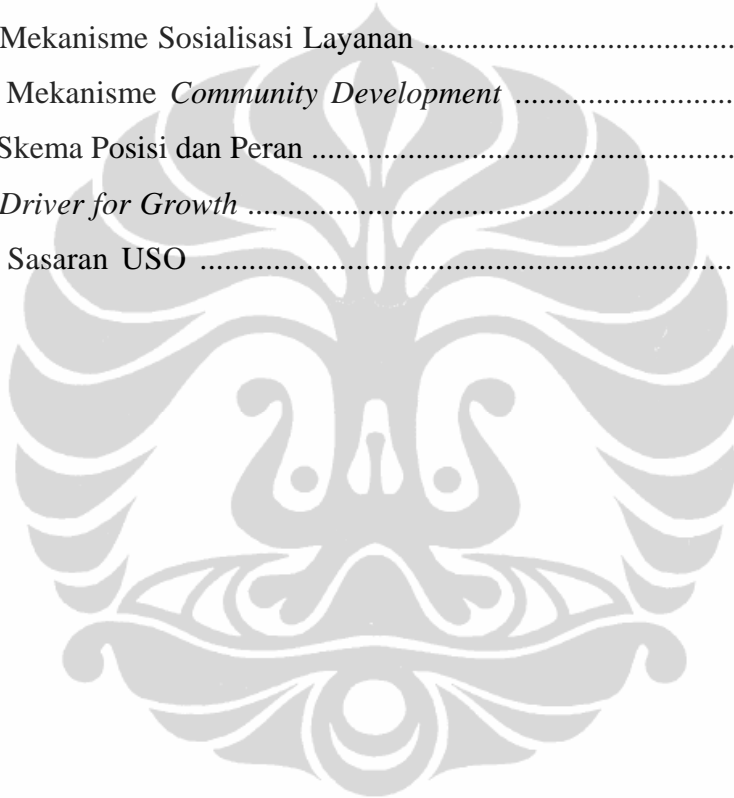 Mekanisme Sosialisasi Layanan ........................................
Mekanisme Community Development ............................
Skema Posisi dan Peran .....................................................
Driver for Growth .............................................................
Sasaran USO ...................................................................